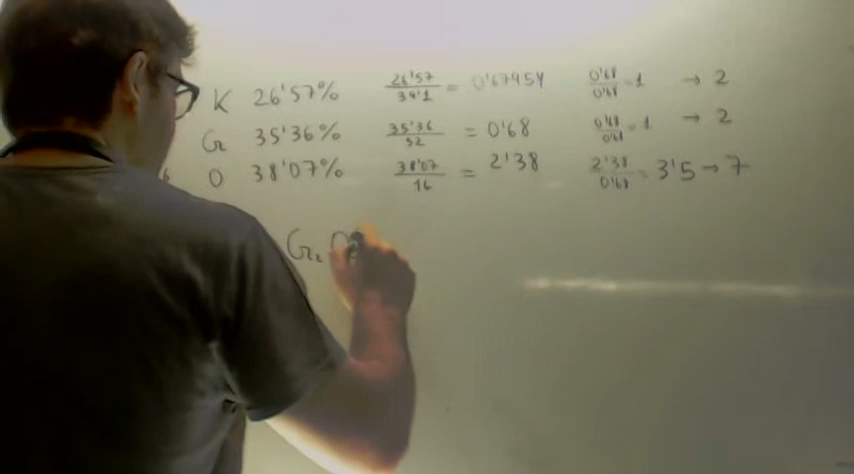 K 26'57% 26'57/39'1 = 0'67954 0'68/0'68 = 1 → 2
Cr 35'36% 35'36/52 = 0'68 0'68/0'68 = 1 → 2
O 38'07% 38'07/16 = 2'38 2'38/0'68 = 3'5 → 7
Cr₂ O